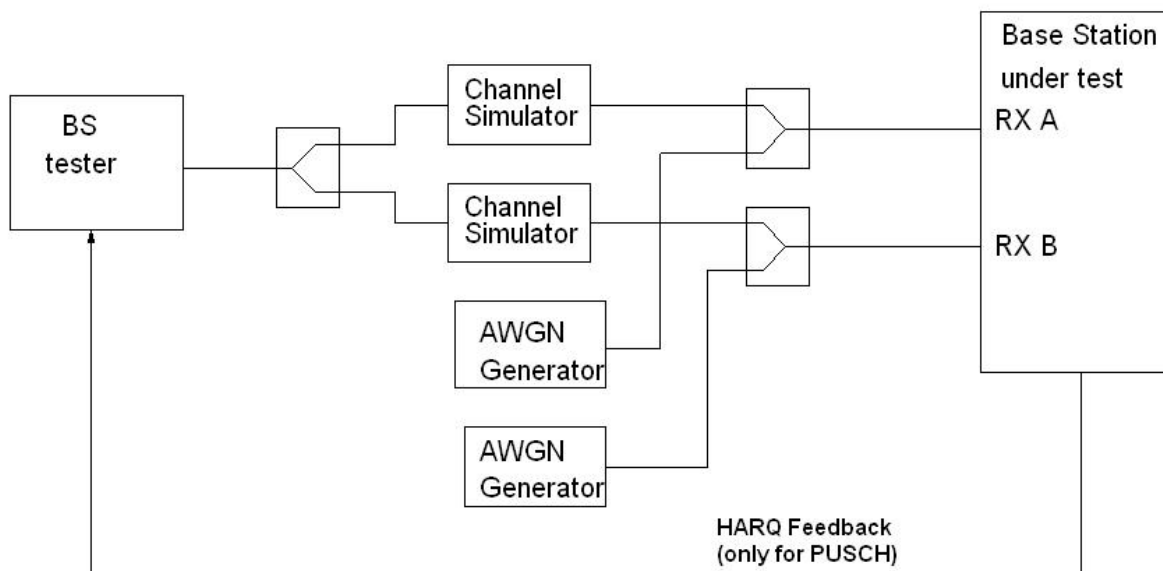 BS
tester
Channel
Simulator
Channel
Simulator
AWGN
Generator
AWGN
Generator
Base Station
under test
RX A
RX B
HARQ Feedback
(only for PUSCH)